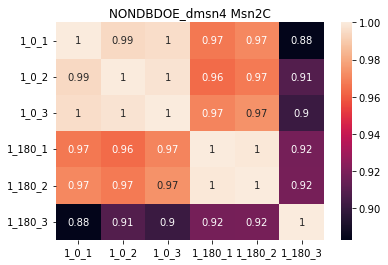 NONDBDOE_dmsn4 Msn2C
1_0_1 1 0.99 1 0.97 0.97 0.88
1_0_2 0.99 1 1 0.96 0.97 0.91
1_0_3 1 1 1 0.97 0.97 0.9
1_180_1 0.97 0.96 0.97 1 1 0.92
1_180_2 0.97 0.97 0.97 1 1 0.92
1_180_3 0.88 0.91 0.9 0.92 0.92 1
1_0_1 1_0_2 1_0_3 1_180_1 1_180_2 1_180_3
1.00
0.98
0.96
0.94
0.92
0.90